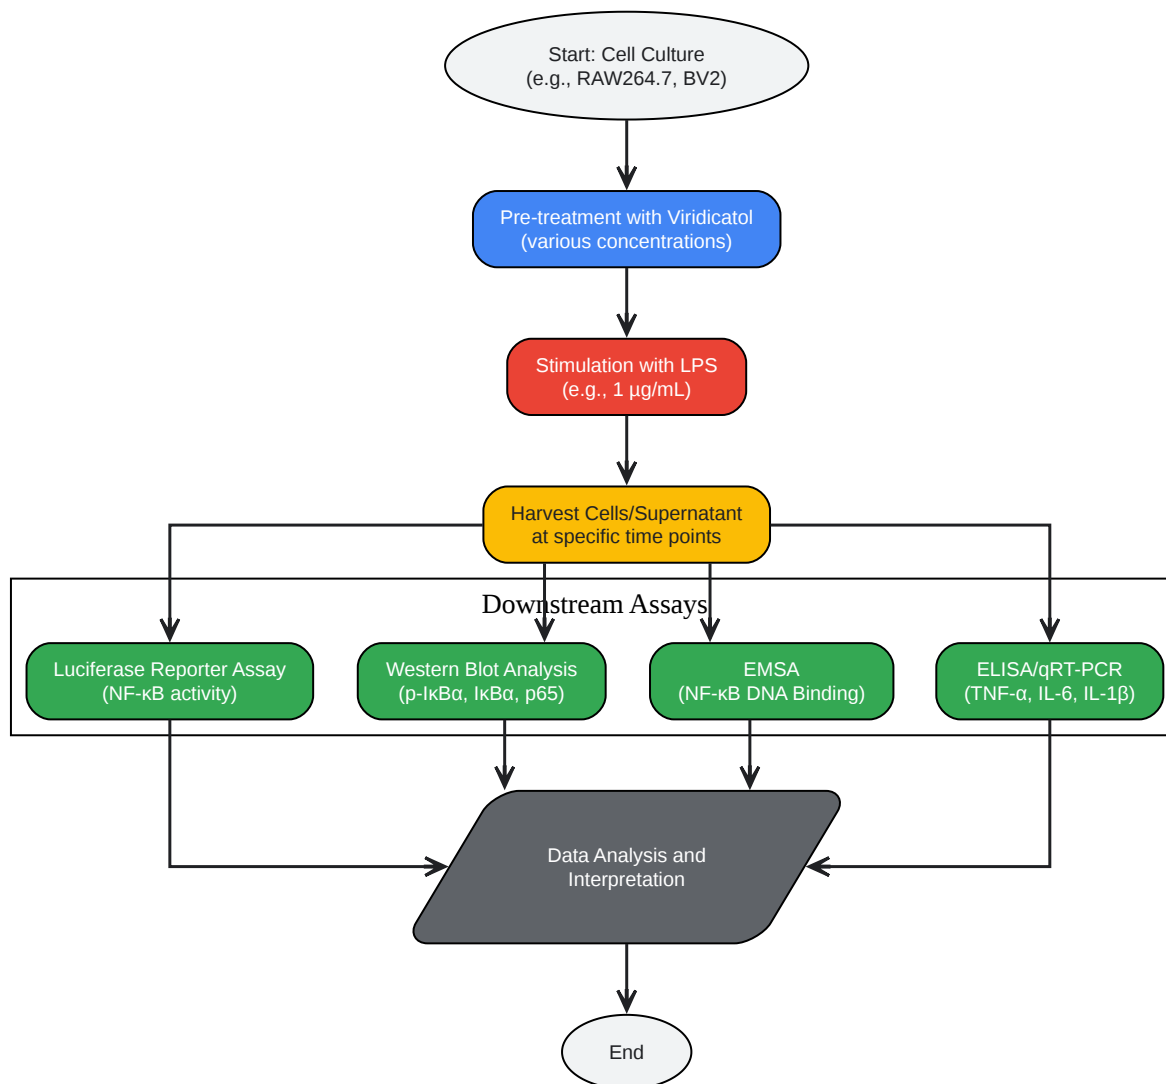 Start: Cell Culture
(e.g., RAW264.7, BV2)
Pre-treatment with Viridicatol
(various concentrations)
Stimulation with LPS
(e.g., 1 µg/mL)
Harvest Cells/Supernatant
at specific time points
Downstream Assays
Luciferase Reporter Assay
(NF-κB activity)
Western Blot Analysis
(p-IκBα, IκBα, p65)
EMSA
(NF-κB DNA Binding)
ELISA/qRT-PCR
(TNF-α, IL-6, IL-1β)
Data Analysis and
Interpretation
End